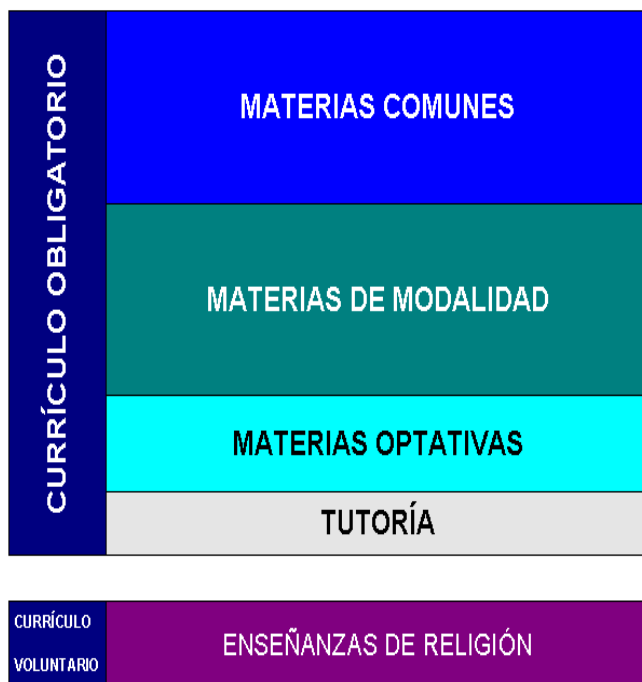 CURRÍCULO OBLIGATORIO
MATERIAS COMUNES
MATERIAS DE MODALIDAD
MATERIAS OPTATIVAS
TUTORÍA
CURRÍCULO
VOLUNTARIO
ENSEÑANZAS DE RELIGIÓN